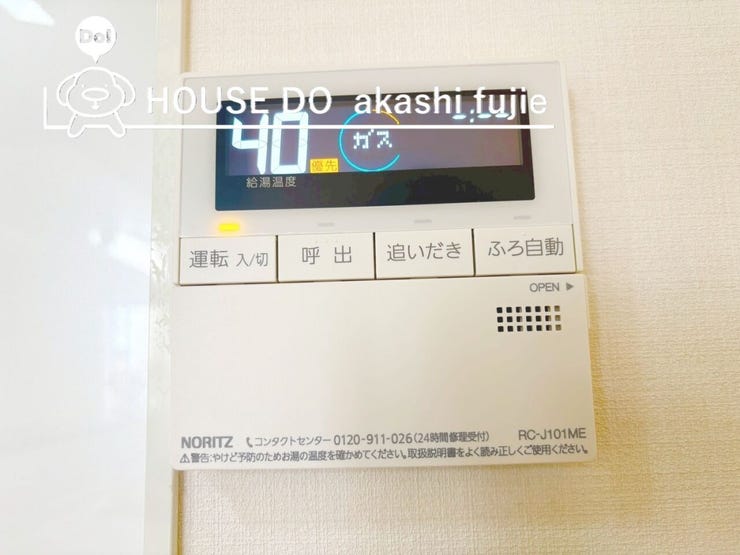 Do!
HOUSE DO akashi fujie
40
ガス
-:--
優先
給湯温度
運転 入/切
呼出
追いだき
ふろ自動
OPEN ▶
NORITZ コンタクトセンター 0120-911-026(24時間修理受付) RC-J101ME
⚠警告:やけど予防のためお湯の温度を確かめてください。取扱説明書をよく読み正しくご使用ください。